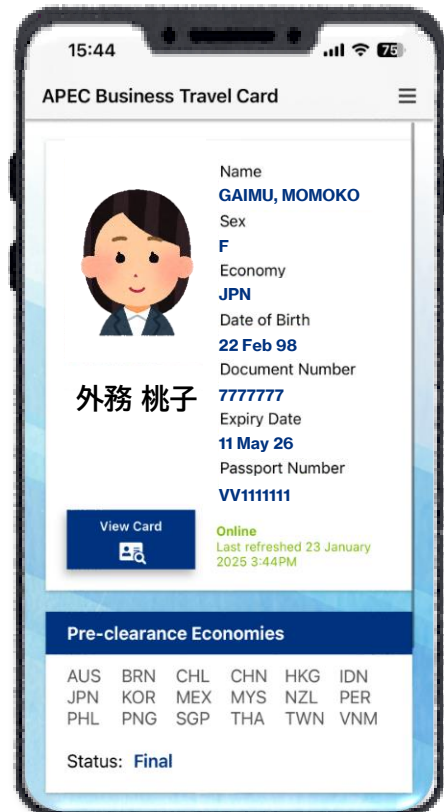 15:44
75
APEC Business Travel Card
Name
GAIMU, MOMOKO
Sex
F
Economy
JPN
Date of Birth
22 Feb 98
Document Number
7777777
Expiry Date
11 May 26
Passport Number
VV1111111
外務 桃子
View Card
Online
Last refreshed 23 January
2025 3:44PM
Pre-clearance Economies
AUS BRN CHL CHN HKG IDN
JPN KOR MEX MYS NZL PER
PHL PNG SGP THA TWN VNM
Status: Final